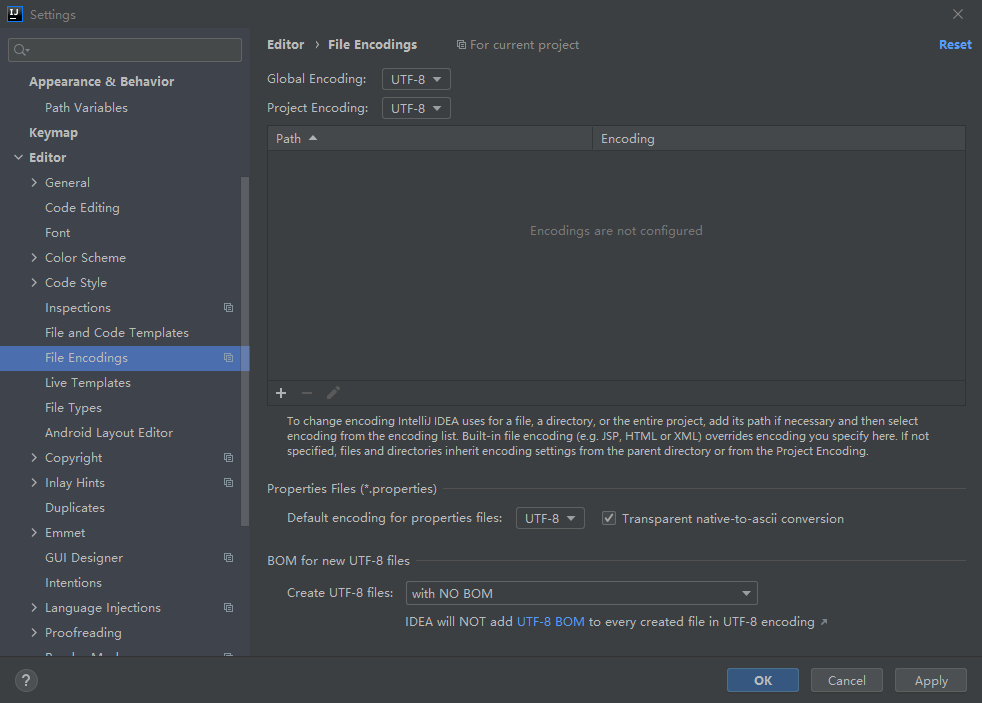 IJ Settings
Appearance & Behavior
Path Variables
Keymap
Editor
General
Code Editing
Font
Color Scheme
Code Style
Inspections
File and Code Templates
File Encodings
Live Templates
File Types
Android Layout Editor
Copyright
Inlay Hints
Duplicates
Emmet
GUI Designer
Intentions
Language Injections
Proofreading
Editor › File Encodings For current project Reset
Global Encoding: UTF-8
Project Encoding: UTF-8
Path Encoding
Encodings are not configured
To change encoding IntelliJ IDEA uses for a file, a directory, or the entire project, add its path if necessary and then select
encoding from the encoding list. Built-in file encoding (e.g. JSP, HTML or XML) overrides encoding you specify here. If not
specified, files and directories inherit encoding settings from the parent directory or from the Project Encoding.
Properties Files (*.properties)
Default encoding for properties files: UTF-8 Transparent native-to-ascii conversion
BOM for new UTF-8 files
Create UTF-8 files: with NO BOM
IDEA will NOT add UTF-8 BOM to every created file in UTF-8 encoding ↗
? OK Cancel Apply